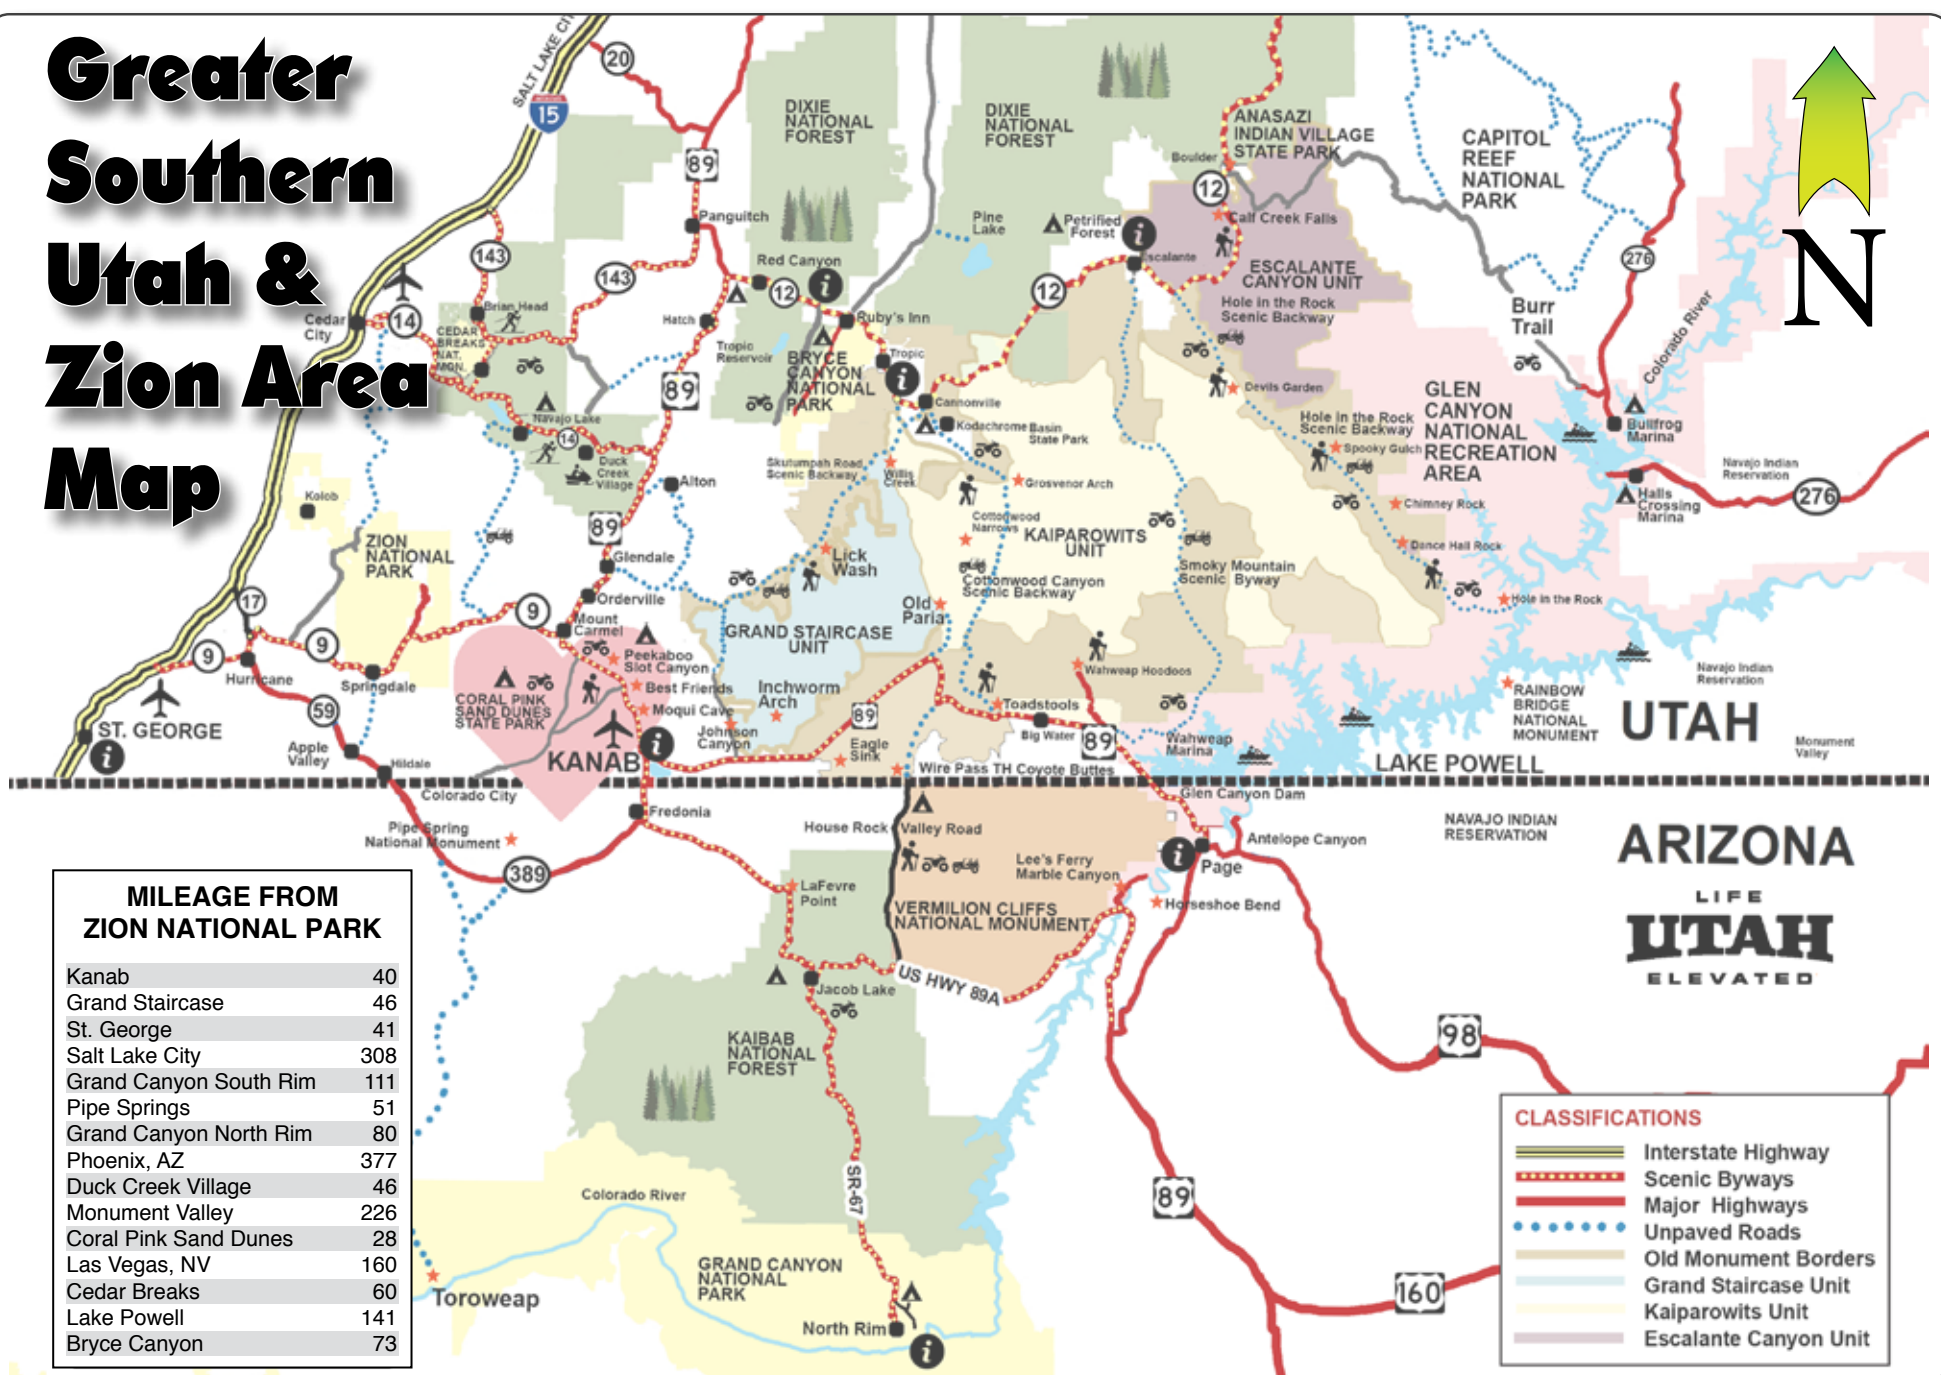 Greater
Southern
Utah &
Zion Area
Map
SALT LAKE CITY
20
INTERSTATE
15
89
DIXIE
NATIONAL
FOREST
DIXIE
NATIONAL
FOREST
ANASAZI
INDIAN VILLAGE
STATE PARK
Boulder
12
CAPITOL
REEF
NATIONAL
PARK
N
Panguitch
Pine
Lake
Petrified
Forest
i
Calf Creek Falls
Escalante
ESCALANTE
CANYON UNIT
Hole in the Rock
Scenic Backway
276
143
143
Red Canyon
i
12
12
Burr
Trail
Colorado River
Cedar
City
14
Brian Head
CEDAR
BREAKS
NAT.
MON.
Hatch
Ruby's Inn
Tropic
Reservoir
BRYCE
CANYON
NATIONAL
PARK
Tropic
i
89
Cannonville
Kodachrome Basin
State Park
Devils Garden
Hole in the Rock
Scenic Backway
Spooky Gulch
GLEN
CANYON
NATIONAL
RECREATION
AREA
Bullfrog
Marina
Navajo Lake
14
Duck
Creek
Village
Alton
Skutumpah Road
Scenic Backway
Willis
Creek
Grosvenor Arch
Chimney Rock
Navajo Indian
Reservation
276
Halls
Crossing
Marina
Kolob
ZION
NATIONAL
PARK
89
Glendale
Cottonwood
Narrows
KAIPAROWITS
UNIT
Lick
Wash
Cottonwood Canyon
Scenic Backway
Smoky Mountain
Scenic Byway
Dance Hall Rock
Hole in the Rock
17
9
9
9
Orderville
Mount
Carmel
Old
Paria
GRAND STAIRCASE
UNIT
Hurricane
Springdale
59
Peekaboo
Slot Canyon
Best Friends
Moqui Cave
CORAL PINK
SAND DUNES
STATE PARK
Inchworm
Arch
Johnson
Canyon
89
Eagle
Sink
Wahweap Hoodoos
Toadstools
Big Water
89
Wahweap
Marina
Navajo Indian
Reservation
RAINBOW
BRIDGE
NATIONAL
MONUMENT
UTAH
Monument
Valley
ST. GEORGE
i
Apple
Valley
Hildale
KANAB
i
Wire Pass TH Coyote Buttes
LAKE POWELL
Colorado City
Fredonia
Glen Canyon Dam
Pipe Spring
National Monument
389
House Rock Valley Road
Lee's Ferry
Marble Canyon
i
Page
Antelope Canyon
NAVAJO INDIAN
RESERVATION
ARIZONA
LIFE
UTAH
ELEVATED
LaFevre
Point
VERMILION CLIFFS
NATIONAL MONUMENT
Horseshoe Bend
US HWY 89A
Jacob Lake
KAIBAB
NATIONAL
FOREST
98
SR-67
89
160
Colorado River
GRAND CANYON
NATIONAL
PARK
Toroweap
North Rim
i
MILEAGE FROM
ZION NATIONAL PARK
Kanab 40
Grand Staircase 46
St. George 41
Salt Lake City 308
Grand Canyon South Rim 111
Pipe Springs 51
Grand Canyon North Rim 80
Phoenix, AZ 377
Duck Creek Village 46
Monument Valley 226
Coral Pink Sand Dunes 28
Las Vegas, NV 160
Cedar Breaks 60
Lake Powell 141
Bryce Canyon 73
CLASSIFICATIONS
Interstate Highway
Scenic Byways
Major Highways
Unpaved Roads
Old Monument Borders
Grand Staircase Unit
Kaiparowits Unit
Escalante Canyon Unit